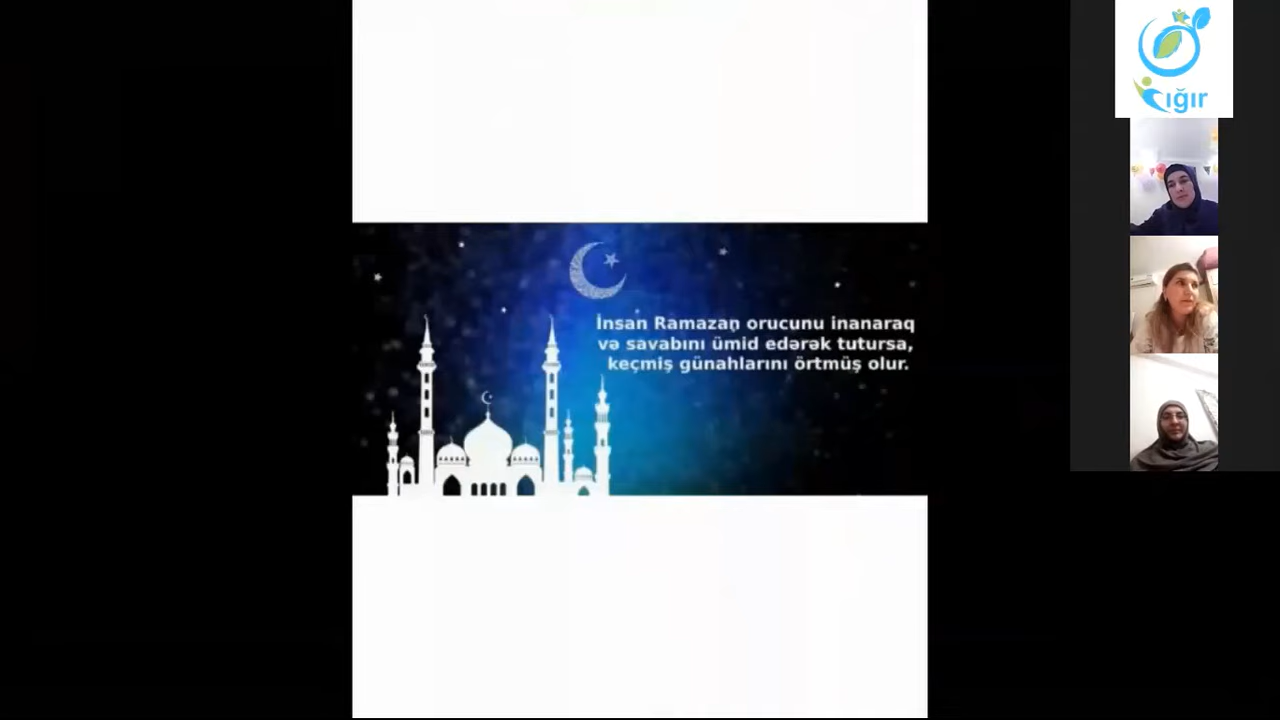 İnsan Ramazan orucunu inanaraq
və savabını ümid edərək tutursa,
keçmiş günahlarını örtmüş olur.
Çığır